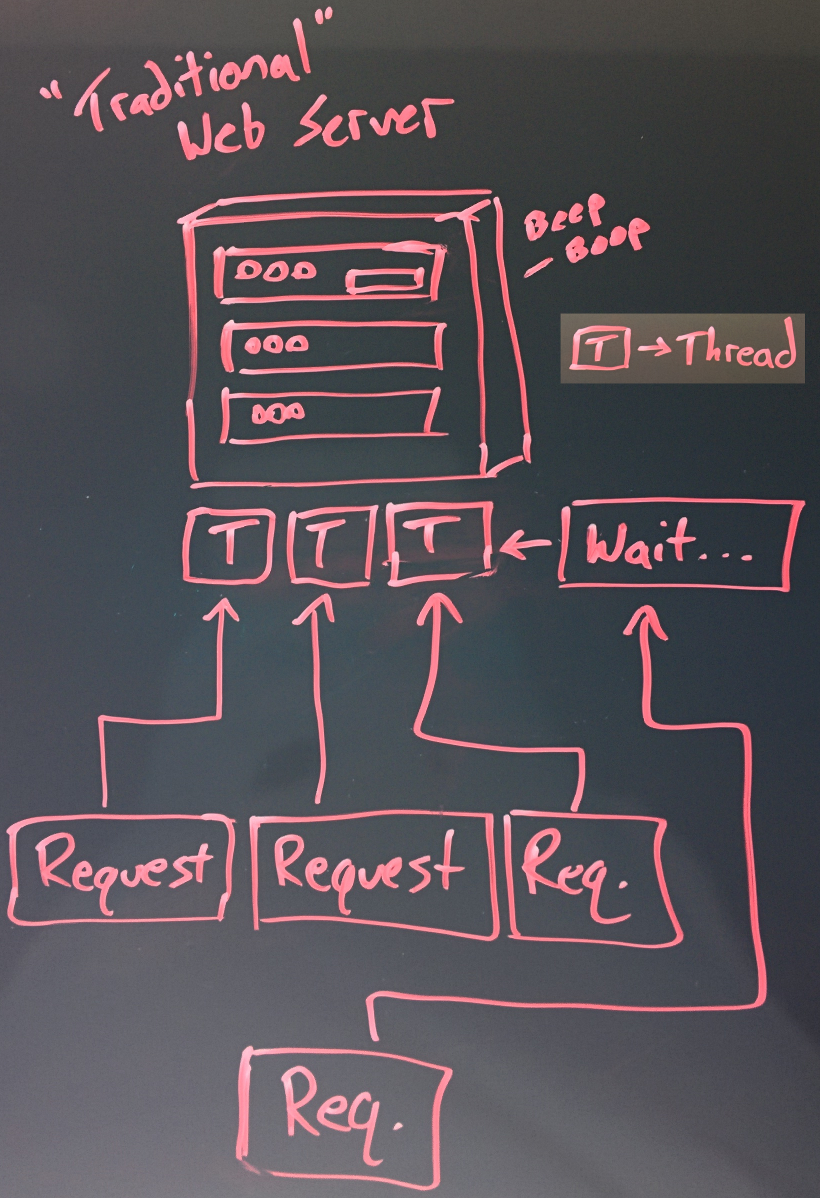 "Traditional"
Web Server
Beep
- Boop
T → Thread
T T T ← Wait...
Request Request Req.
Req.